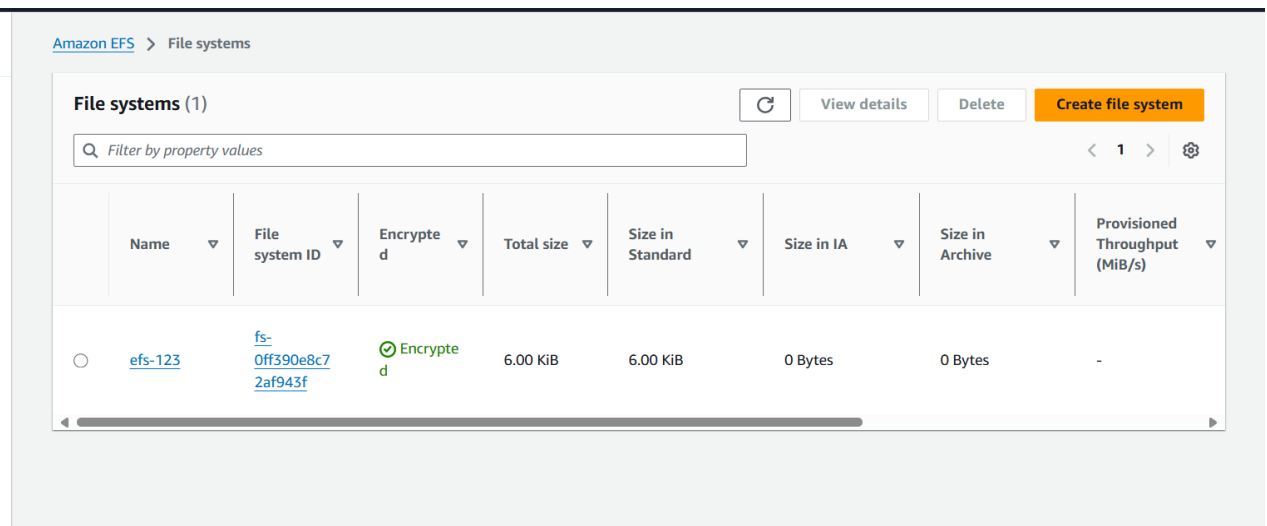 Amazon EFS > File systems
File systems (1)
View details
Delete
Create file system
Filter by property values
1
Name
File
system ID
Encrypte
d
Total size
Size in
Standard
Size in IA
Size in
Archive
Provisioned
Throughput
(MiB/s)
efs-123
fs-
0ff390e8c7
2af943f
Encrypte
d
6.00 KiB
6.00 KiB
0 Bytes
0 Bytes
-